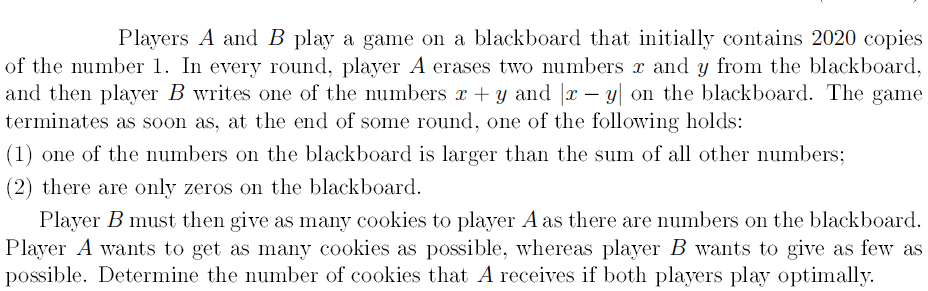 Players A and B play a game on a blackboard that initially contains 2020 copies
of the number 1. In every round, player A erases two numbers x and y from the blackboard,
and then player B writes one of the numbers x + y and |x − y| on the blackboard. The game
terminates as soon as, at the end of some round, one of the following holds:
(1) one of the numbers on the blackboard is larger than the sum of all other numbers;
(2) there are only zeros on the blackboard.
Player B must then give as many cookies to player A as there are numbers on the blackboard.
Player A wants to get as many cookies as possible, whereas player B wants to give as few as
possible. Determine the number of cookies that A receives if both players play optimally.